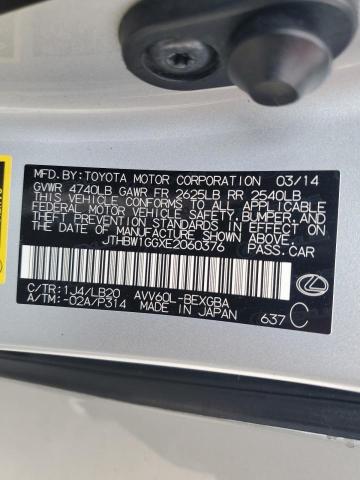 MFD.BY:TOYOTA MOTOR CORPORATION 03/14
GVWR 4740LB GAWR FR 2625LB RR 2540LB
THIS VEHICLE CONFORMS TO ALL APPLICABLE
FEDERAL MOTOR VEHICLE SAFETY,BUMPER,AND
THEFT PREVENTION STANDARDS IN EFFECT ON
THE DATE OF MANUFACTURE SHOWN ABOVE.
JTHBW1GGXE2060376 PASS.CAR
C/TR:1J4/LB20 AVV60L-BEXGBA
A/TM:-02A/P314 MADE IN JAPAN 637 C